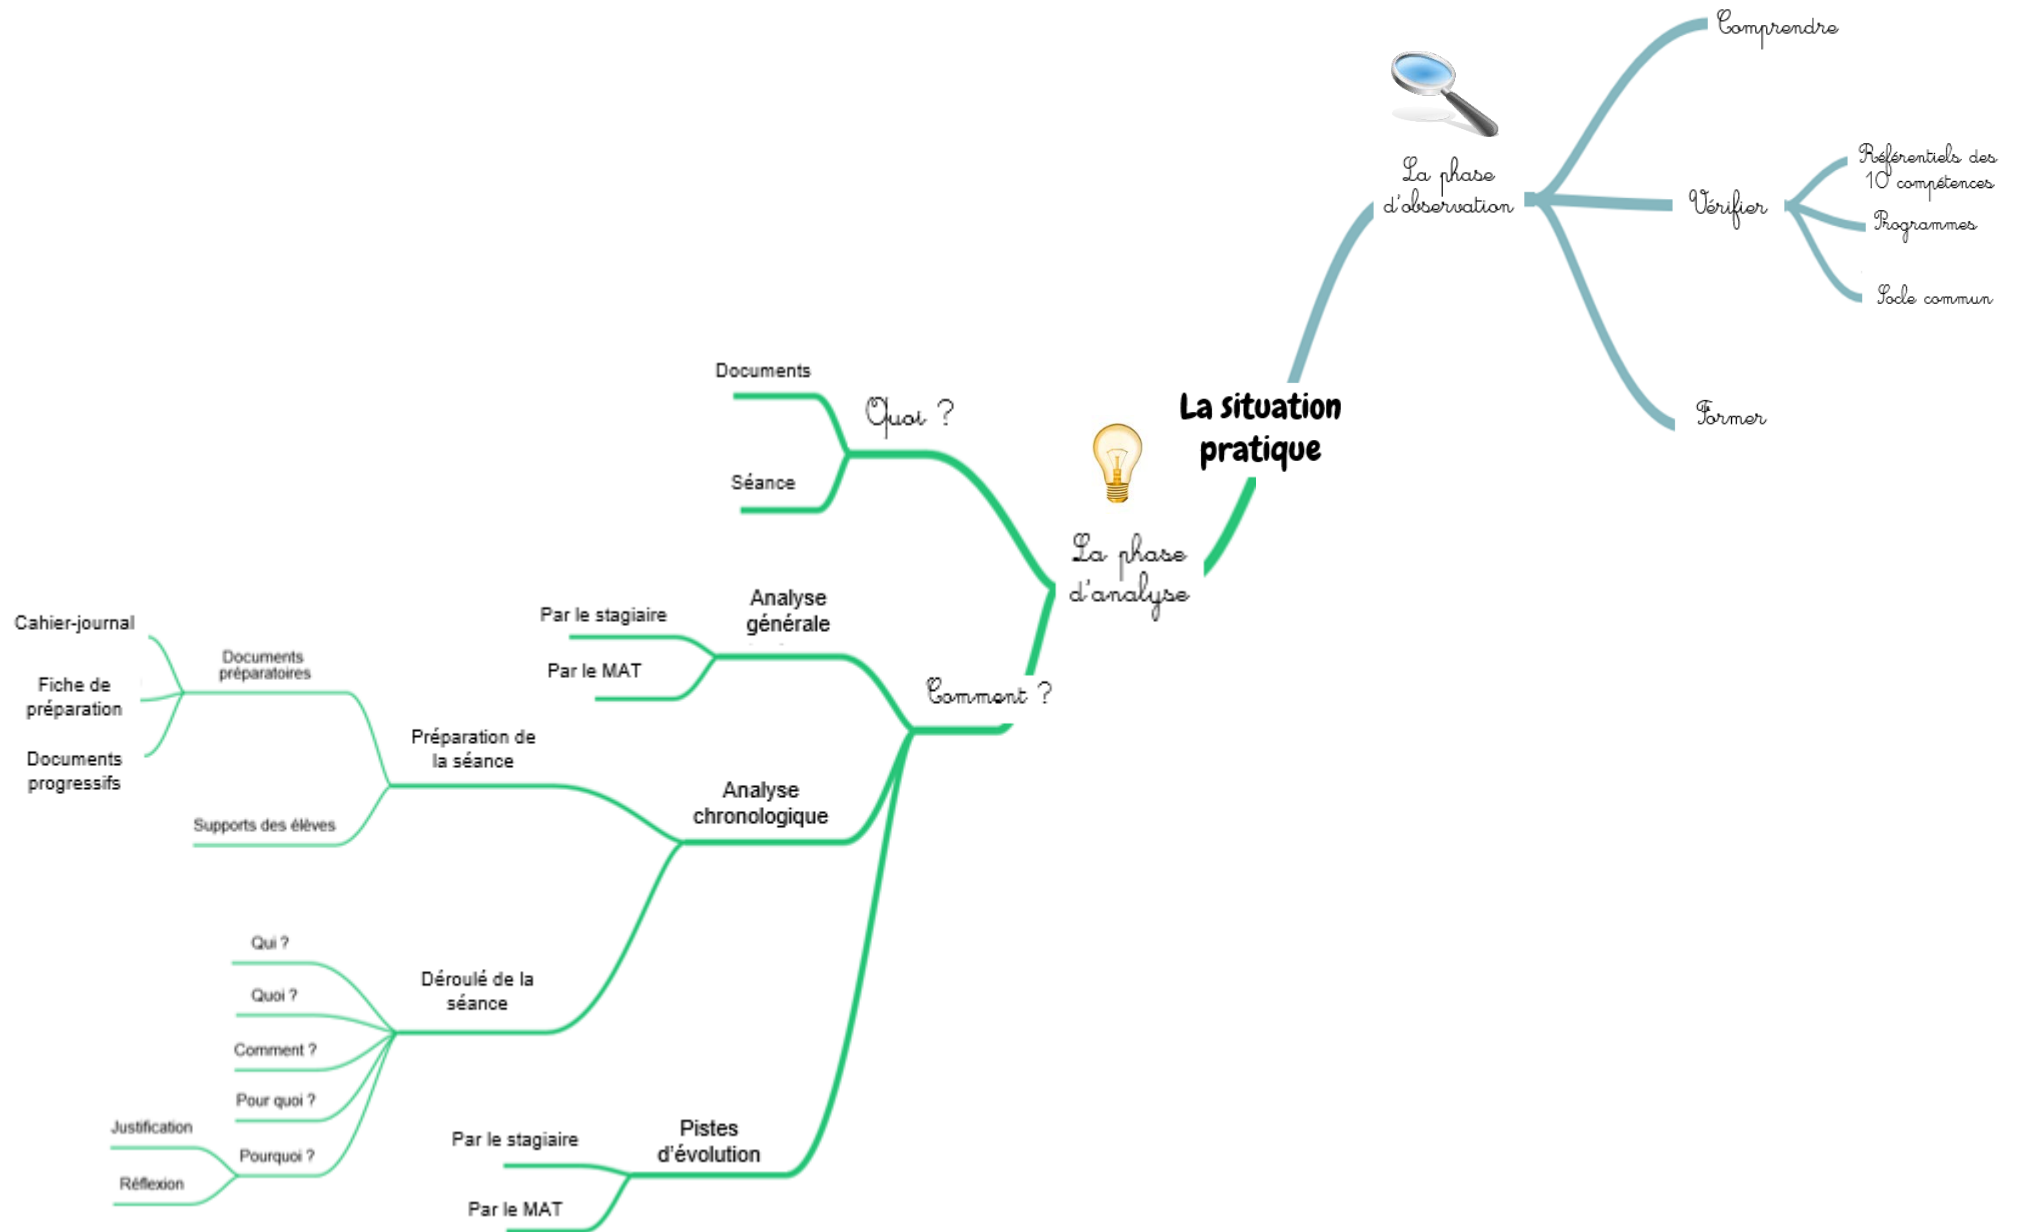 La situation
pratique
La phase
d'observation
Comprendre
Vérifier
Référentiels des
10 compétences
Programmes
Socle commun
Former
La phase
d'analyse
Quoi ?
Documents
Séance
Comment ?
Analyse
générale
Par le stagiaire
Par le MAT
Analyse
chronologique
Préparation de
la séance
Documents
préparatoires
Cahier-journal
Fiche de
préparation
Documents
progressifs
Supports des élèves
Déroulé de la
séance
Qui ?
Quoi ?
Comment ?
Pour quoi ?
Pourquoi ?
Justification
Réflexion
Pistes
d'évolution
Par le stagiaire
Par le MAT